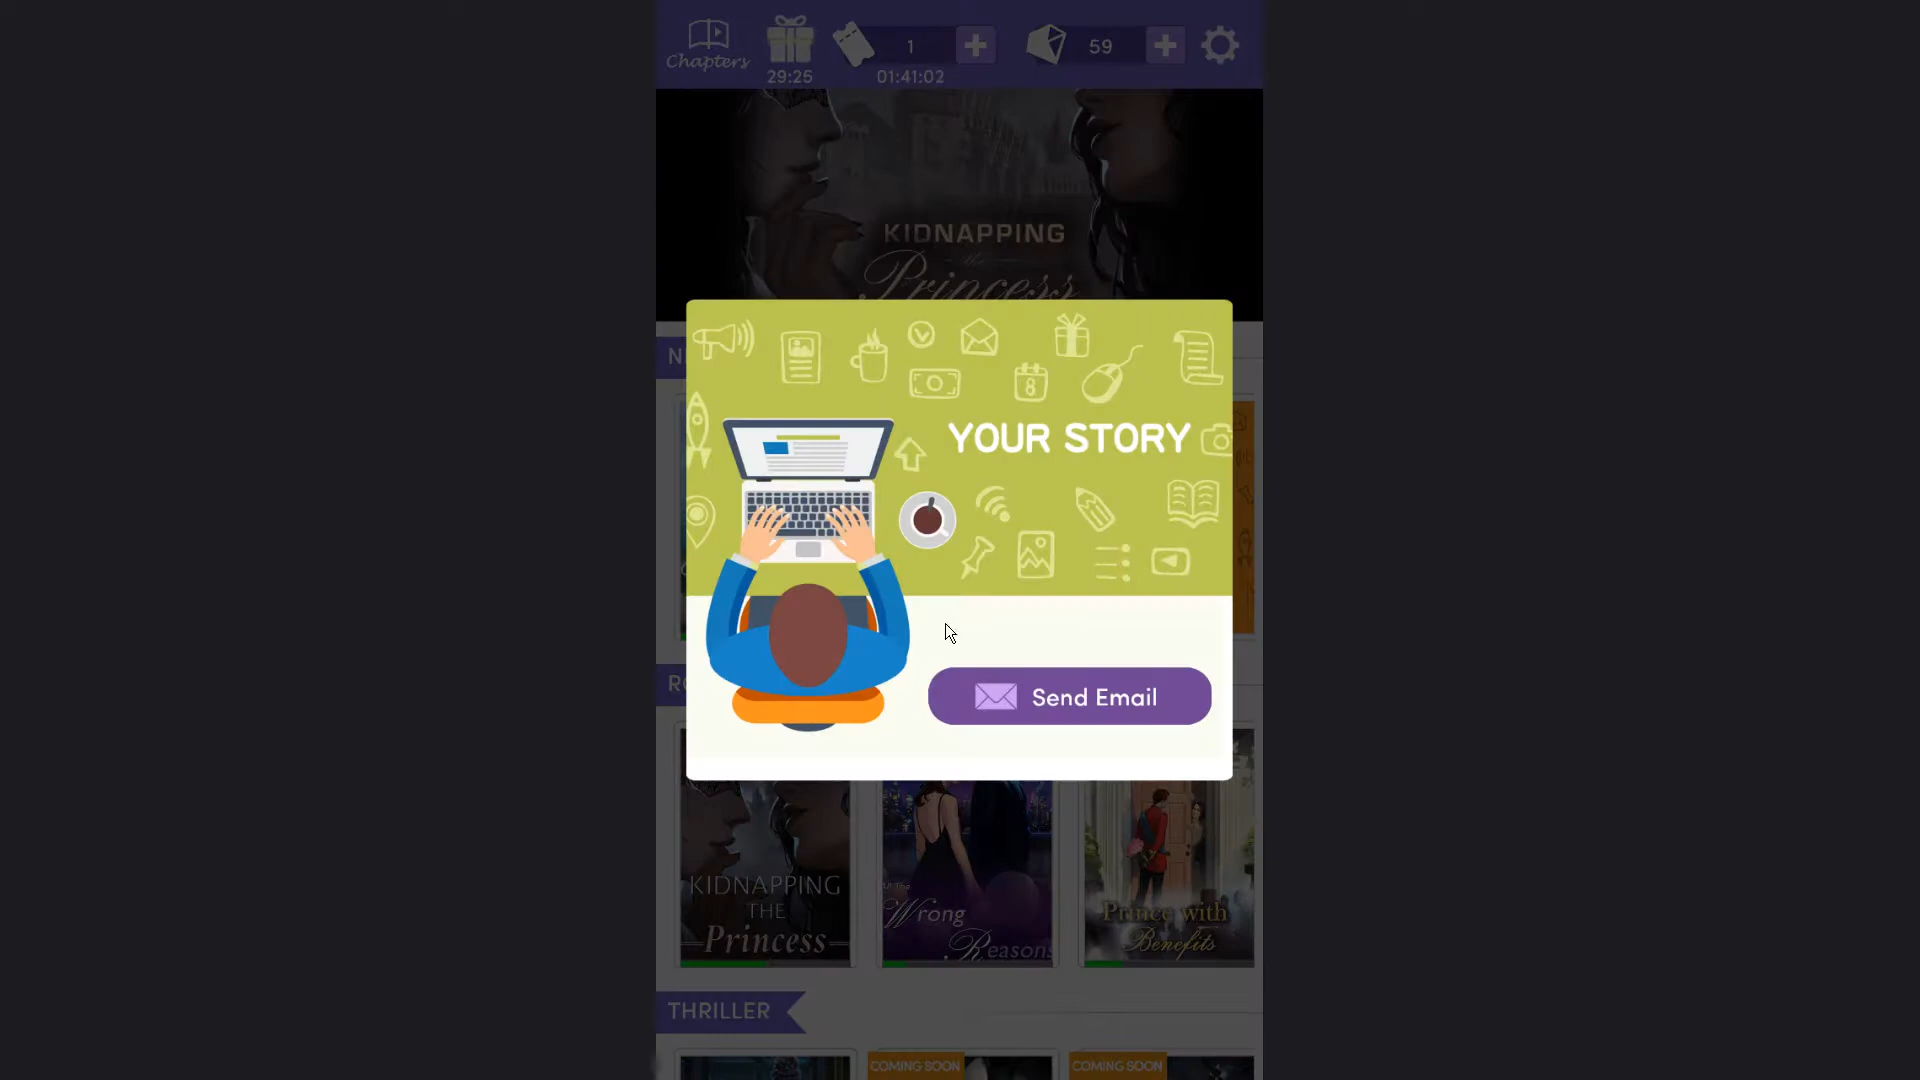 Chapters
29:25
1
01:41:02
59
KIDNAPPING
the
Princess
YOUR STORY
8
Send Email
KIDNAPPING
THE
Princess
Wrong
Reasons
Prince with
Benefits
THRILLER
COMING SOON
COMING SOON